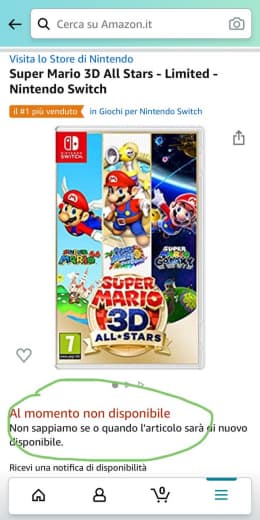 Cerca su Amazon.it
Visita lo Store di Nintendo
Super Mario 3D All Stars - Limited -
Nintendo Switch
il #1 più venduto
in Giochi per Nintendo Switch
NINTENDO
SWITCH
SUPER MARIO 64
SUPER MARIO
GALAXY
SUPER
MARIO
3D
ALL★STARS
7
www.pegi.info
Al momento non disponibile
Non sappiamo se o quando l'articolo sarà di nuovo
disponibile.
Ricevi una notifica di disponibilità
0